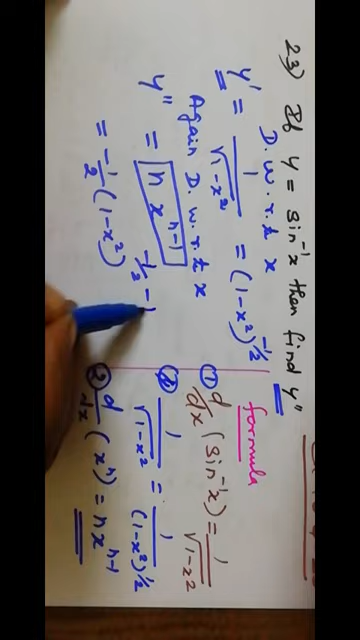 23) If y = sin⁻¹x then find y''
D. w. r. t x
y' = 1/√1-x² = (1-x²)^-1/2
Again D. w. r. t x
y'' = n x^n-1
= -1/2 (1-x²)^-1/2 - 1
formula
① d/dx (sin⁻¹x) = 1/√1-x²
② 1/√1-x² = 1/(1-x²)^1/2
③ d/dx (xⁿ) = nx^n-1